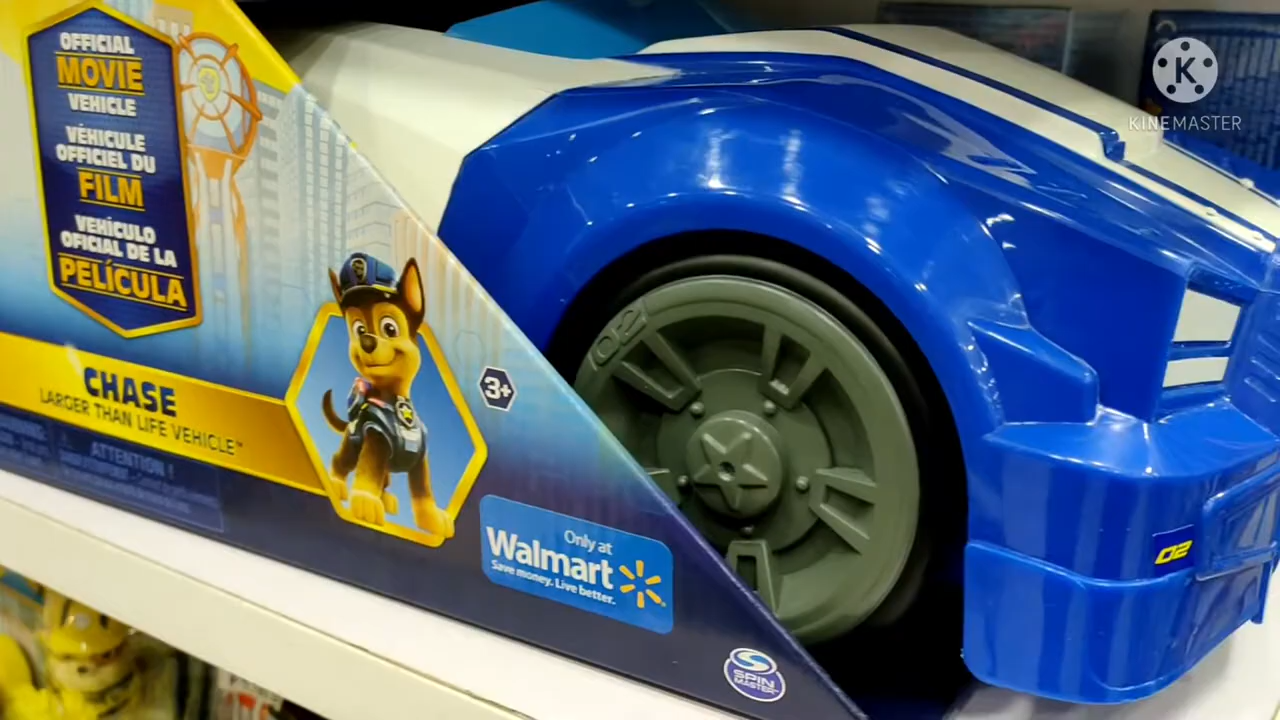 OFFICIAL
MOVIE
VEHICLE
VÉHICULE
OFFICIEL DU
FILM
VEHÍCULO
OFICIAL DE LA
PELÍCULA
CHASE
LARGER THAN LIFE VEHICLE™
ATTENTION !
3+
Only at
Walmart
Save money. Live better.
SPIN
MASTER
02
02
K
KINEMASTER